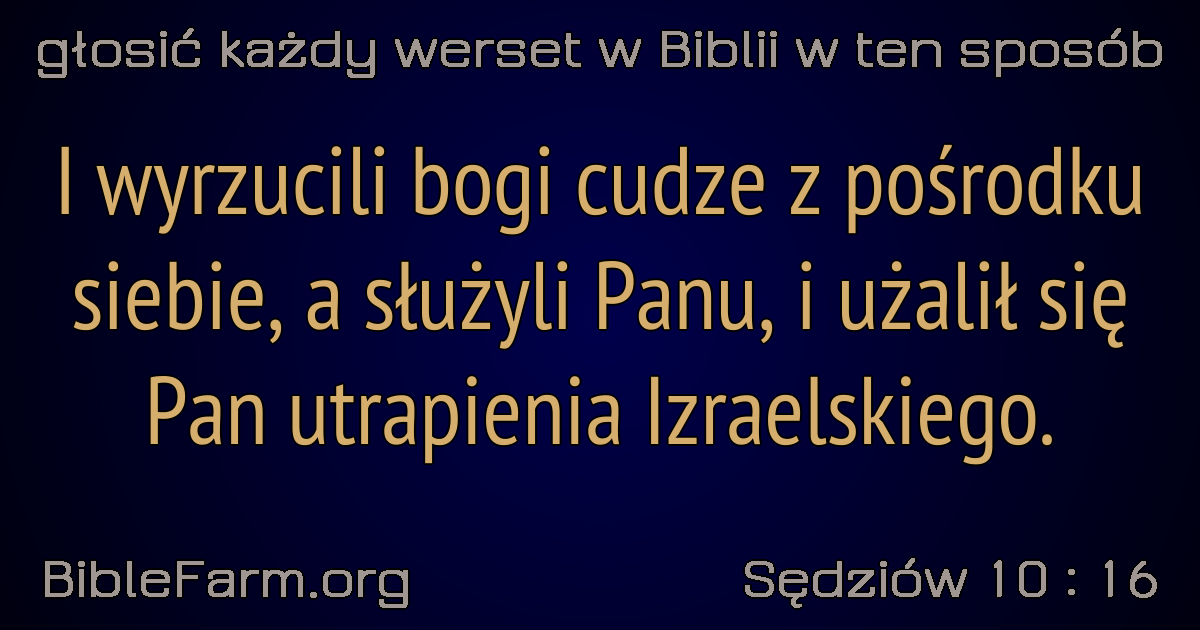 głosić każdy werset w Biblii w ten sposób
I wyrzucili bogi cudze z pośrodku
siebie, a służyli Panu, i użalił się
Pan utrapienia Izraelskiego.
BibleFarm.org
Sędziów 10 : 16